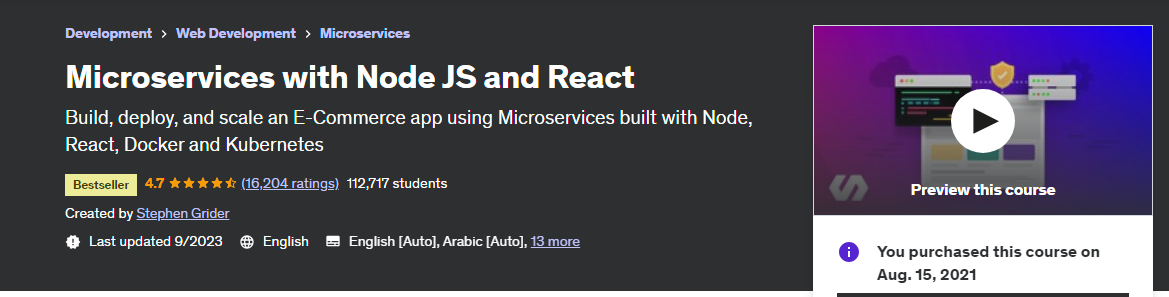 Development > Web Development > Microservices
Microservices with Node JS and React
Build, deploy, and scale an E-Commerce app using Microservices built with Node,
React, Docker and Kubernetes
Bestseller 4.7 (16,204 ratings) 112,717 students
Created by Stephen Grider
Last updated 9/2023 English English [Auto], Arabic [Auto], 13 more
Preview this course
You purchased this course on
Aug. 15, 2021